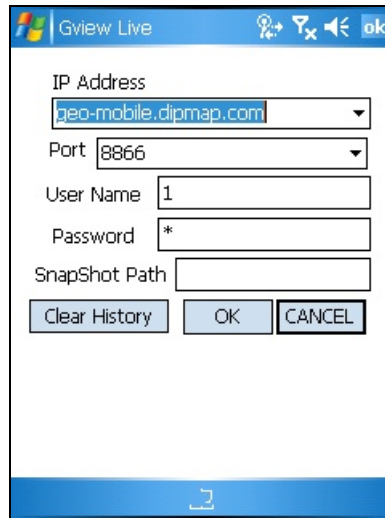 Gview Live ok
IP Address
geo-mobile.dipmap.com
Port 8866
User Name 1
Password *
SnapShot Path
Clear History OK CANCEL